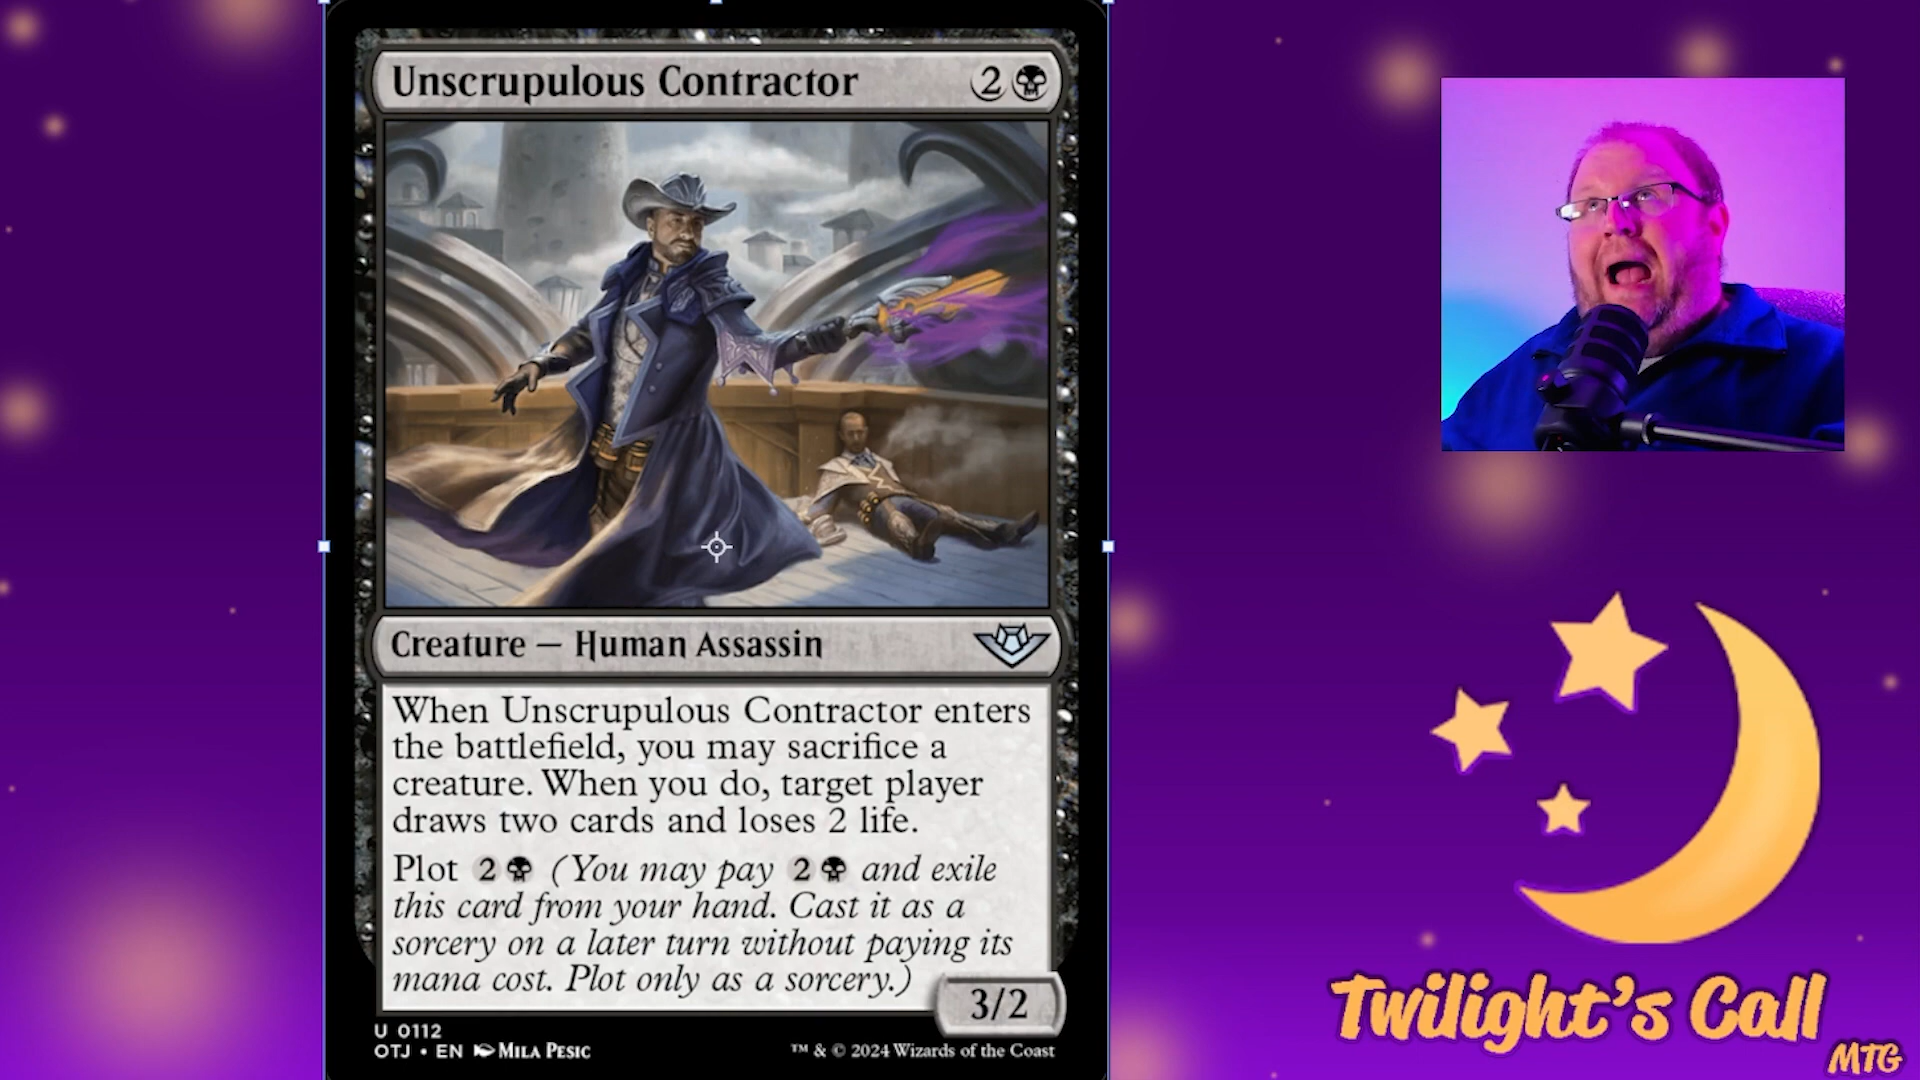 Unscrupulous Contractor 2
Creature — Human Assassin
When Unscrupulous Contractor enters
the battlefield, you may sacrifice a
creature. When you do, target player
draws two cards and loses 2 life.
Plot 2 (You may pay 2 and exile
this card from your hand. Cast it as a
sorcery on a later turn without paying its
mana cost. Plot only as a sorcery.)
3/2
U 0112
OTJ • EN MILA PESIC
™ & © 2024 Wizards of the Coast
Twilight's Call
MTG